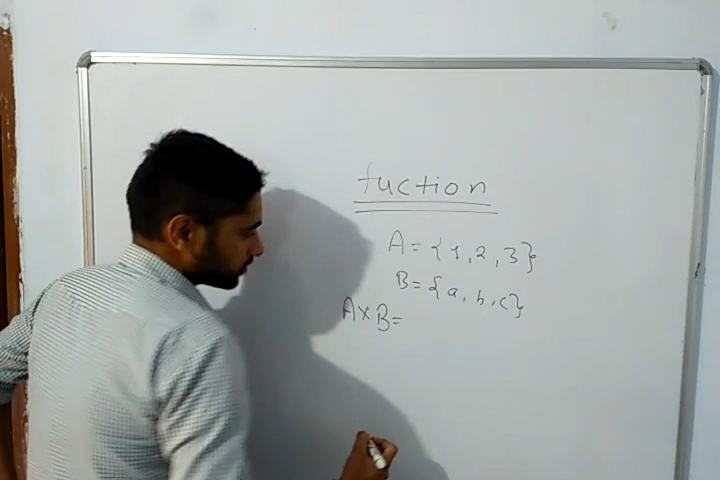 fuction
A = {1, 2, 3}
B = {a, b, c}
A x B =